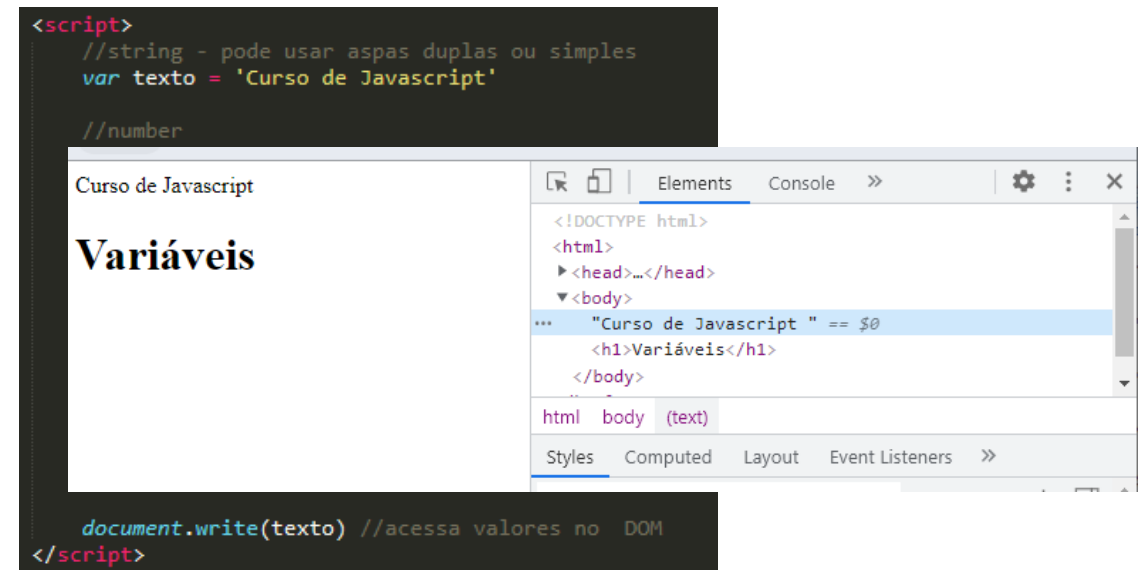 <script>
//string - pode usar aspas duplas ou simples
var texto = 'Curso de Javascript'
//number
Curso de Javascript
Variáveis
Elements Console »
<!DOCTYPE html>
<html>
<head>…</head>
<body>
"Curso de Javascript " == $0
<h1>Variáveis</h1>
</body>
html body (text)
Styles Computed Layout Event Listeners »
document.write(texto) //acessa valores no  DOM
</script>